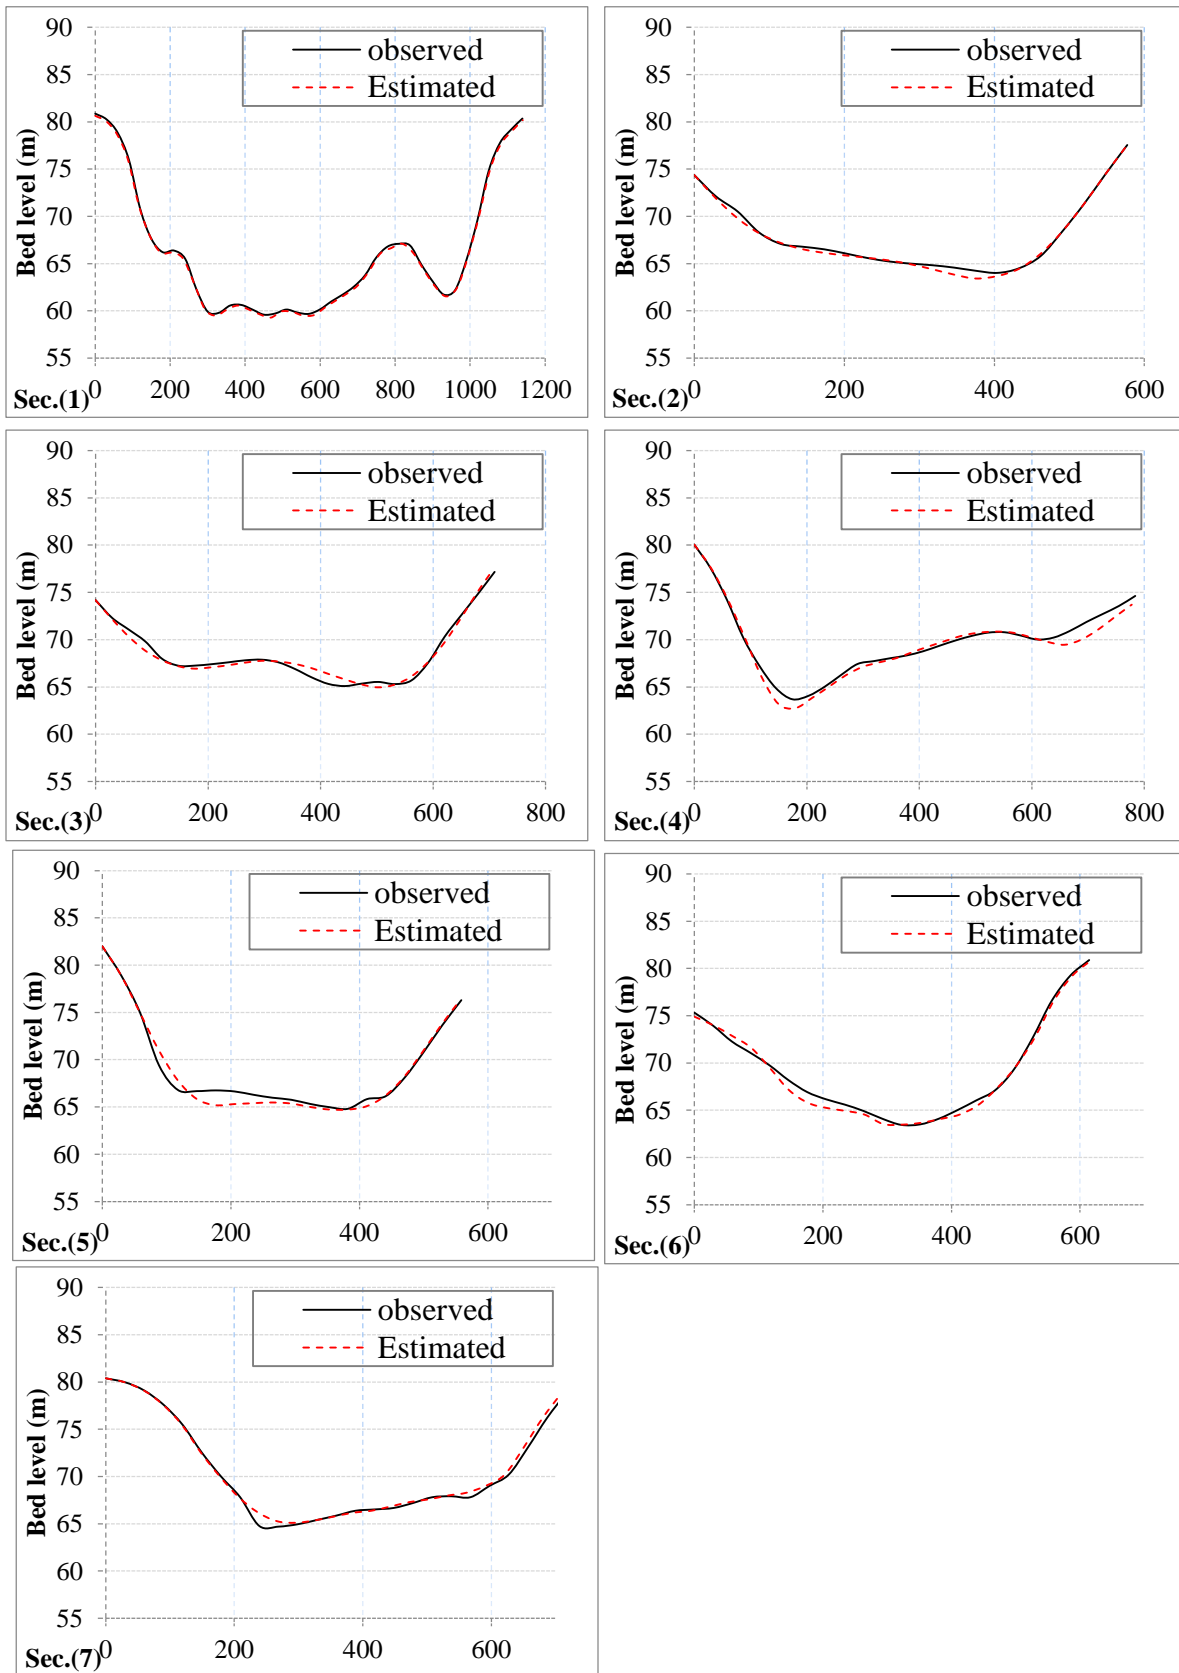 90
85
80
75
70
65
60
55
Bed level (m)
observed
Estimated
0 200 400 600 800 1000 1200
Sec.(1)
90
85
80
75
70
65
60
55
Bed level (m)
observed
Estimated
0 200 400 600
Sec.(2)
90
85
80
75
70
65
60
55
Bed level (m)
observed
Estimated
0 200 400 600 800
Sec.(3)
90
85
80
75
70
65
60
55
Bed level (m)
observed
Estimated
0 200 400 600 800
Sec.(4)
90
85
80
75
70
65
60
55
Bed level (m)
observed
Estimated
0 200 400 600
Sec.(5)
90
85
80
75
70
65
60
55
Bed level (m)
observed
Estimated
0 200 400 600
Sec.(6)
90
85
80
75
70
65
60
55
Bed level (m)
observed
Estimated
0 200 400 600
Sec.(7)